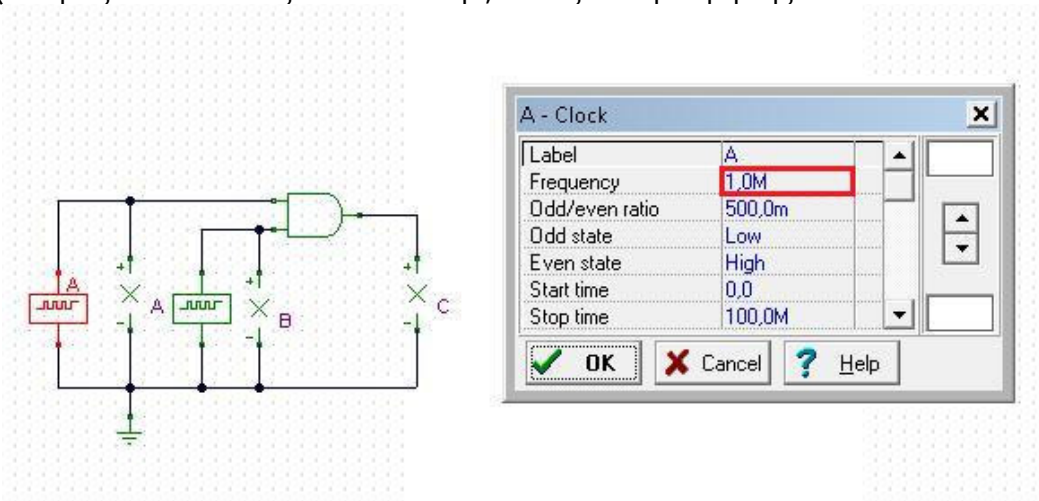 A - Clock
Label A
Frequency 1,0M
Odd/even ratio 500,0m
Odd state Low
Even state High
Start time 0,0
Stop time 100,0M
OK Cancel ? Help
A
+ + +
A B C
- - -